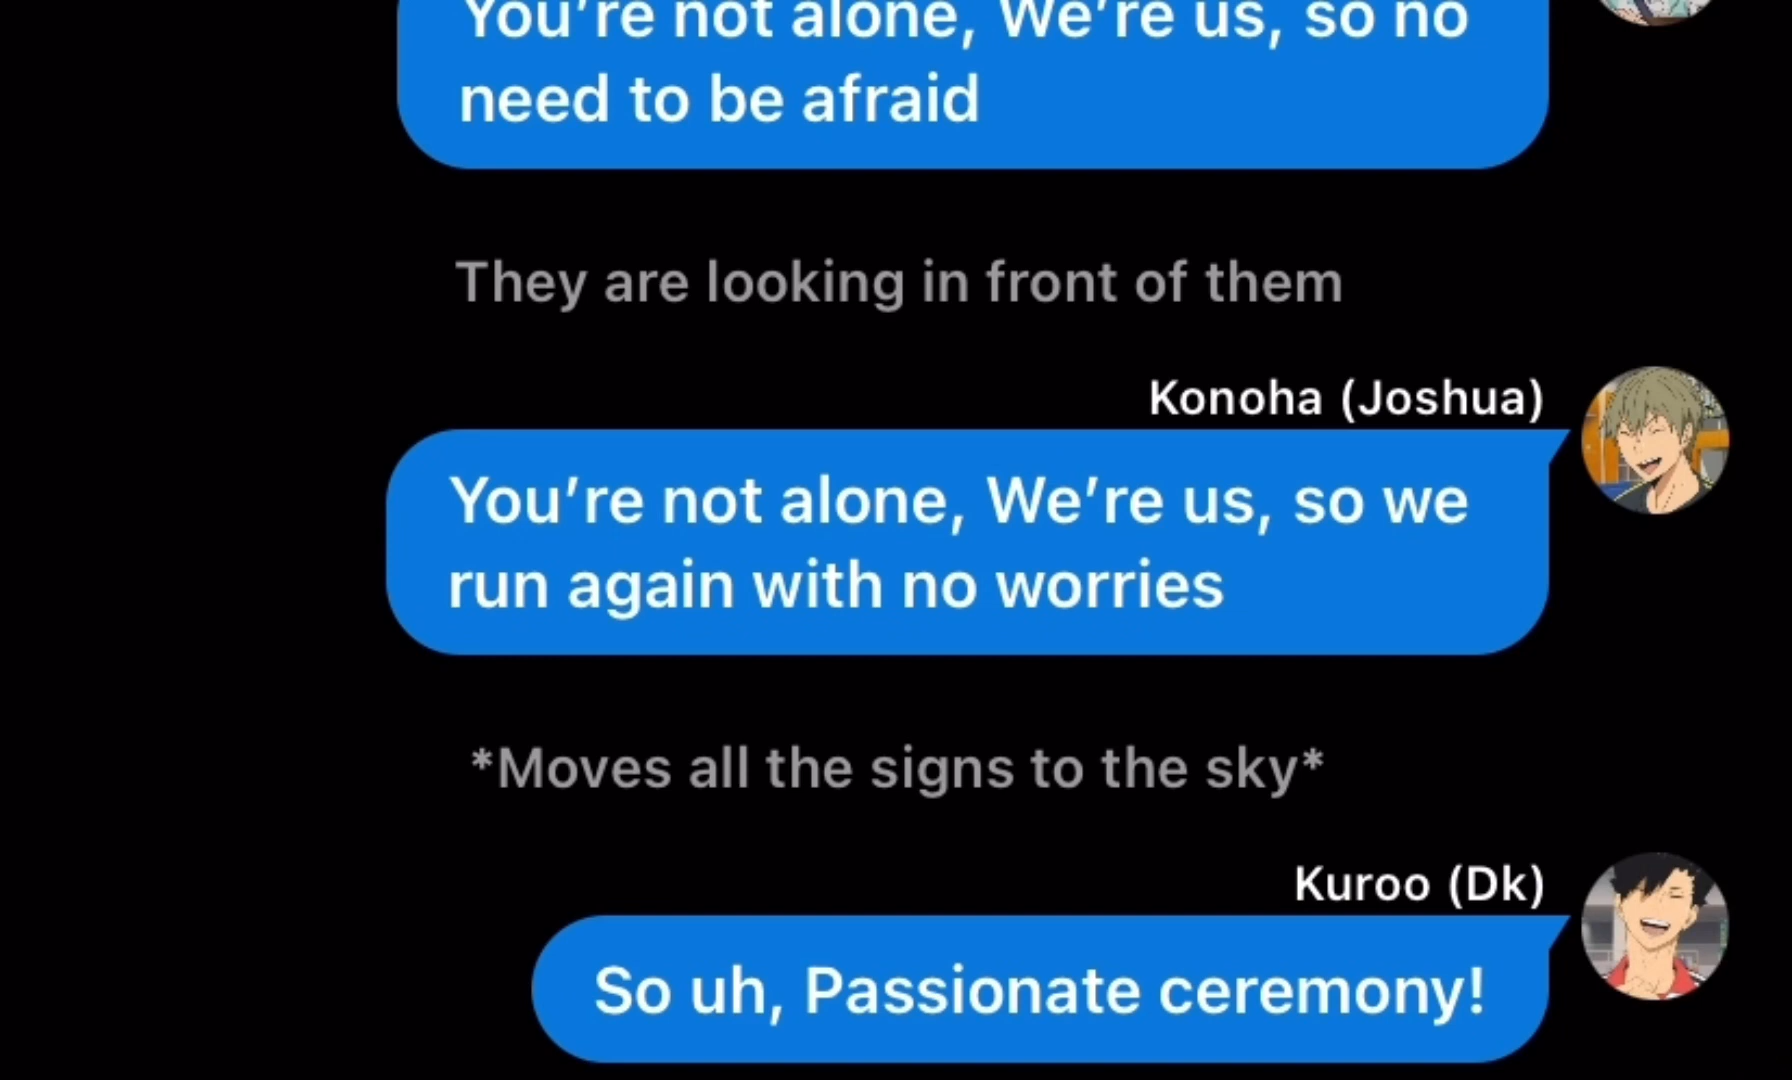 You’re not alone, We’re us, so no
need to be afraid
They are looking in front of them
Konoha (Joshua)
You’re not alone, We’re us, so we
run again with no worries
*Moves all the signs to the sky*
Kuroo (Dk)
So uh, Passionate ceremony!